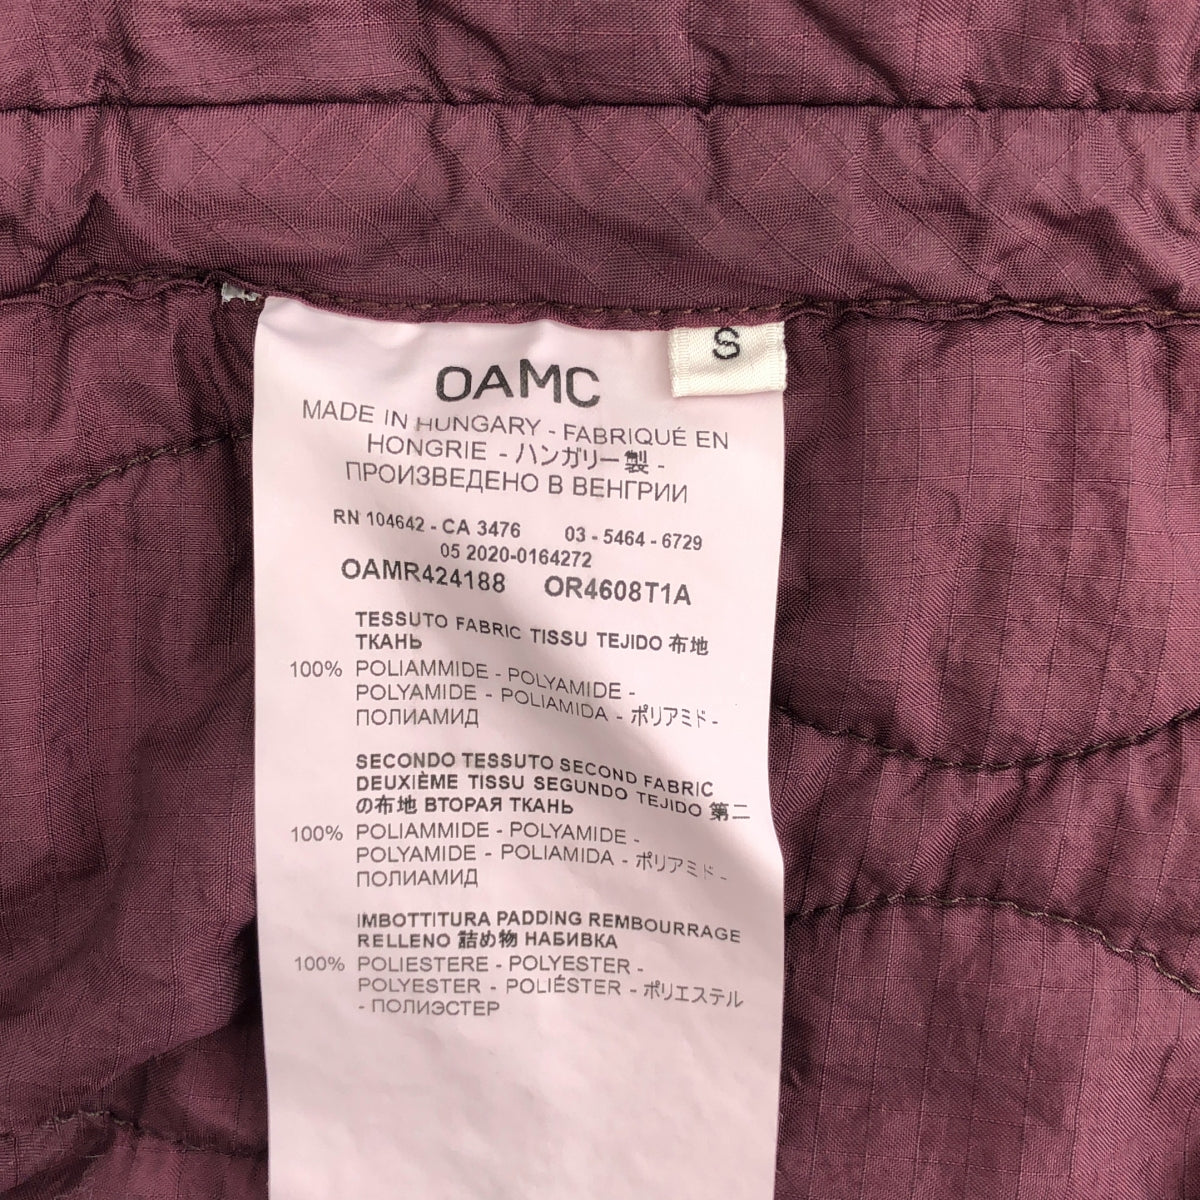 S
OAMC
MADE IN HUNGARY - FABRIQUÉ EN
HONGRIE - ハンガリー製 -
ПРОИЗВЕДЕНО В ВЕНГРИИ
RN 104642 - CA 3476 03 - 5464 - 6729
05 2020-0164272
OAMR424188 OR4608T1A
TESSUTO FABRIC TISSU TEJIDO 布地
ТКАНЬ
100% POLIAMMIDE - POLYAMIDE -
POLYAMIDE - POLIAMIDA - ポリアミド -
ПОЛИАМИД
SECONDO TESSUTO SECOND FABRIC
DEUXIÈME TISSU SEGUNDO TEJIDO 第二
の布地 ВТОРАЯ ТКАНЬ
100% POLIAMMIDE - POLYAMIDE -
POLYAMIDE - POLIAMIDA - ポリアミド -
ПОЛИАМИД
IMBOTTITURA PADDING REMBOURRAGE
RELLENO 詰め物 НАБИВКА
100% POLIESTERE - POLYESTER -
POLYESTER - POLIÉSTER - ポリエステル
- ПОЛИЭСТЕР